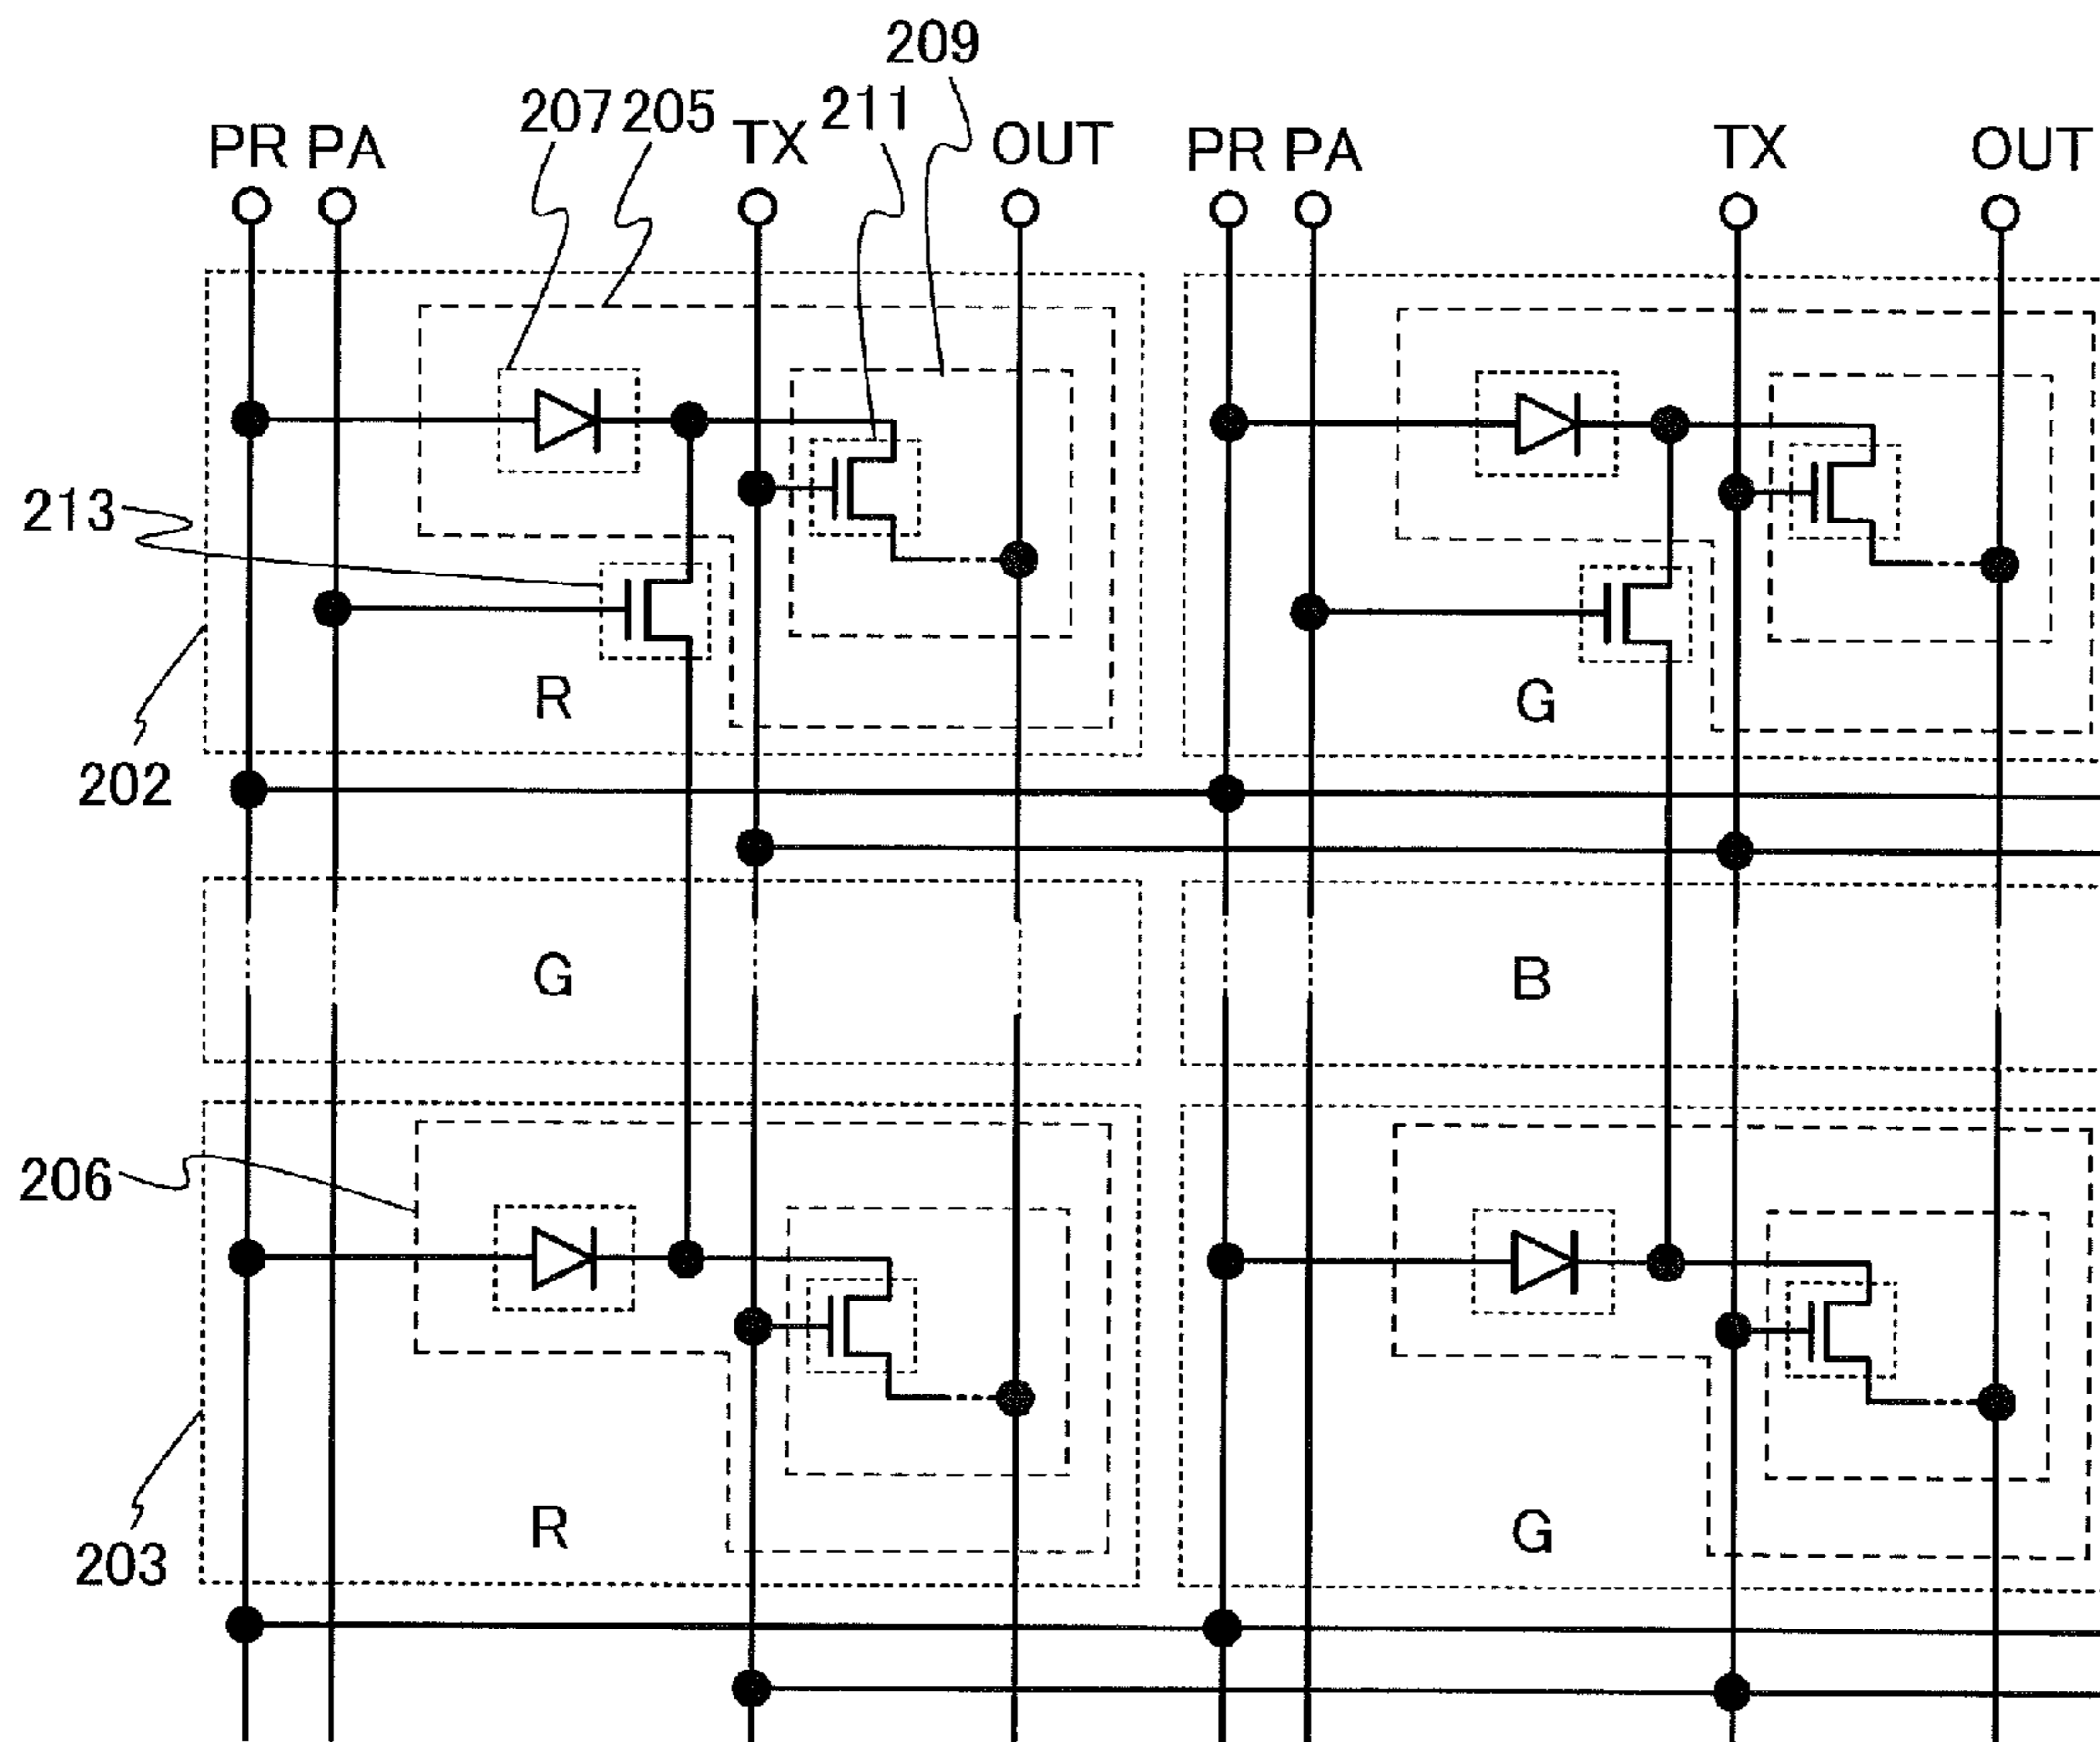 209
207 205 TX 211
PR PA OUT PR PA TX OUT
213
R G
202
G B
206
R G
203